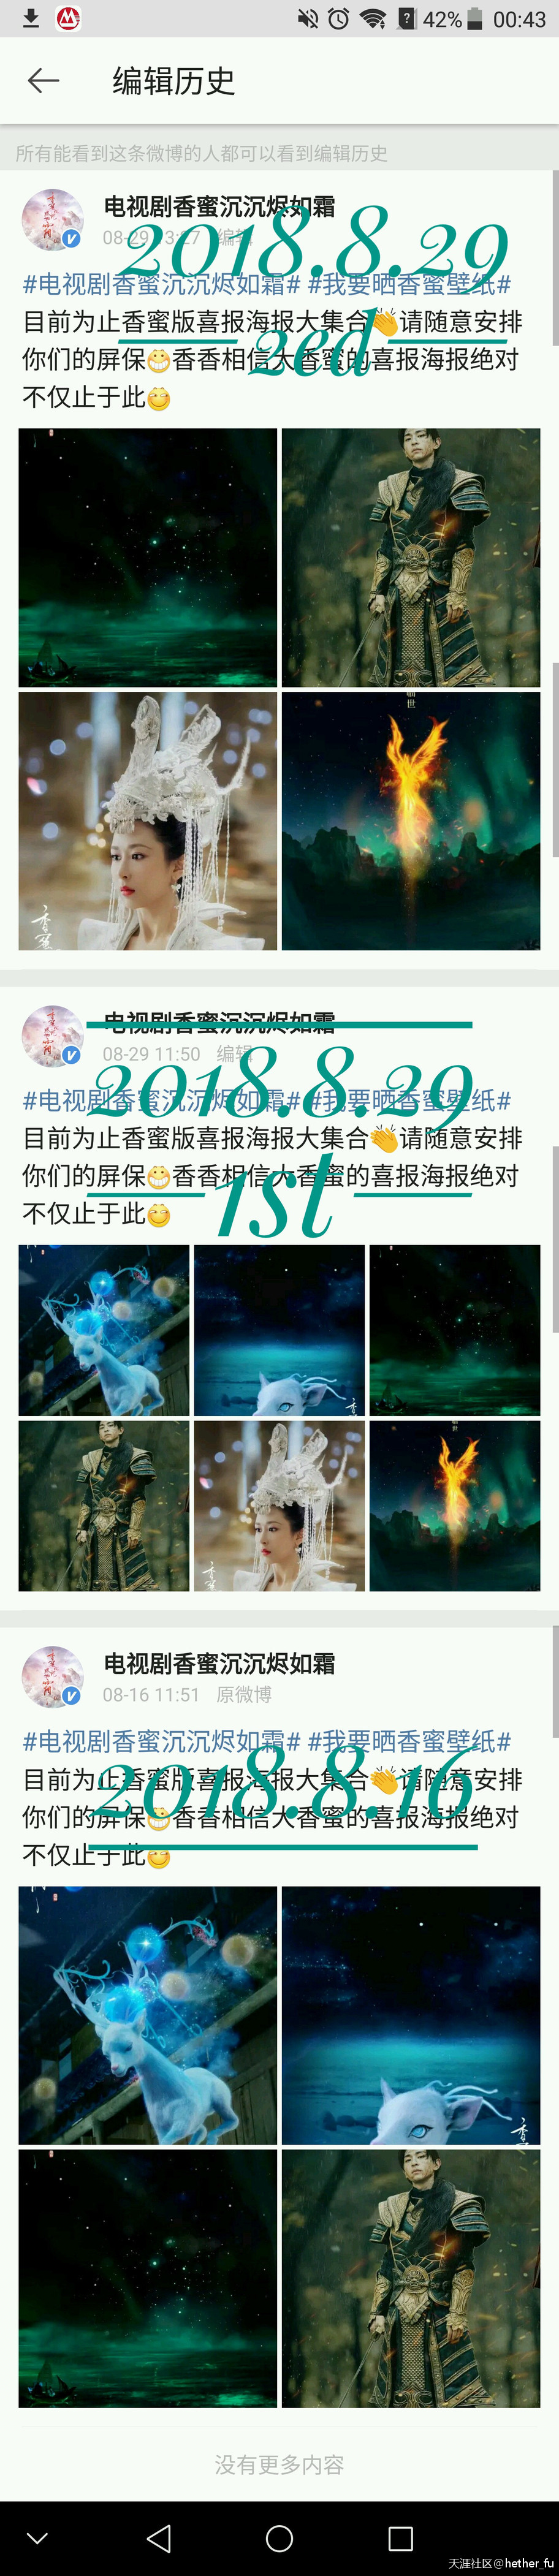 42% 00:43
编辑历史
所有能看到这条微博的人都可以看到编辑历史
电视剧香蜜沉沉烬如霜
08-29 13:27 编辑
2018.8.29
#电视剧香蜜沉沉烬如霜# #我要晒香蜜壁纸#
目前为止香蜜版喜报海报大集合👏请随意安排
2ed
你们的屏保😁香香相信大香蜜的喜报海报绝对
不仅止于此😊
临世
香蜜
电视剧香蜜沉沉烬如霜
08-29 11:50 编辑
2018.8.29
#电视剧香蜜沉沉烬如霜# #我要晒香蜜壁纸#
目前为止香蜜版喜报海报大集合👏请随意安排
你们的屏保😁香香相信大香蜜的喜报海报绝对
1st
不仅止于此😊
香蜜
电视剧香蜜沉沉烬如霜
08-16 11:51 原微博
#电视剧香蜜沉沉烬如霜# #我要晒香蜜壁纸#
目前为止香蜜版喜报海报大集合👏请随意安排
2018.8.16
你们的屏保😁香香相信大香蜜的喜报海报绝对
不仅止于此😊
没有更多内容
天涯社区@hether_fu